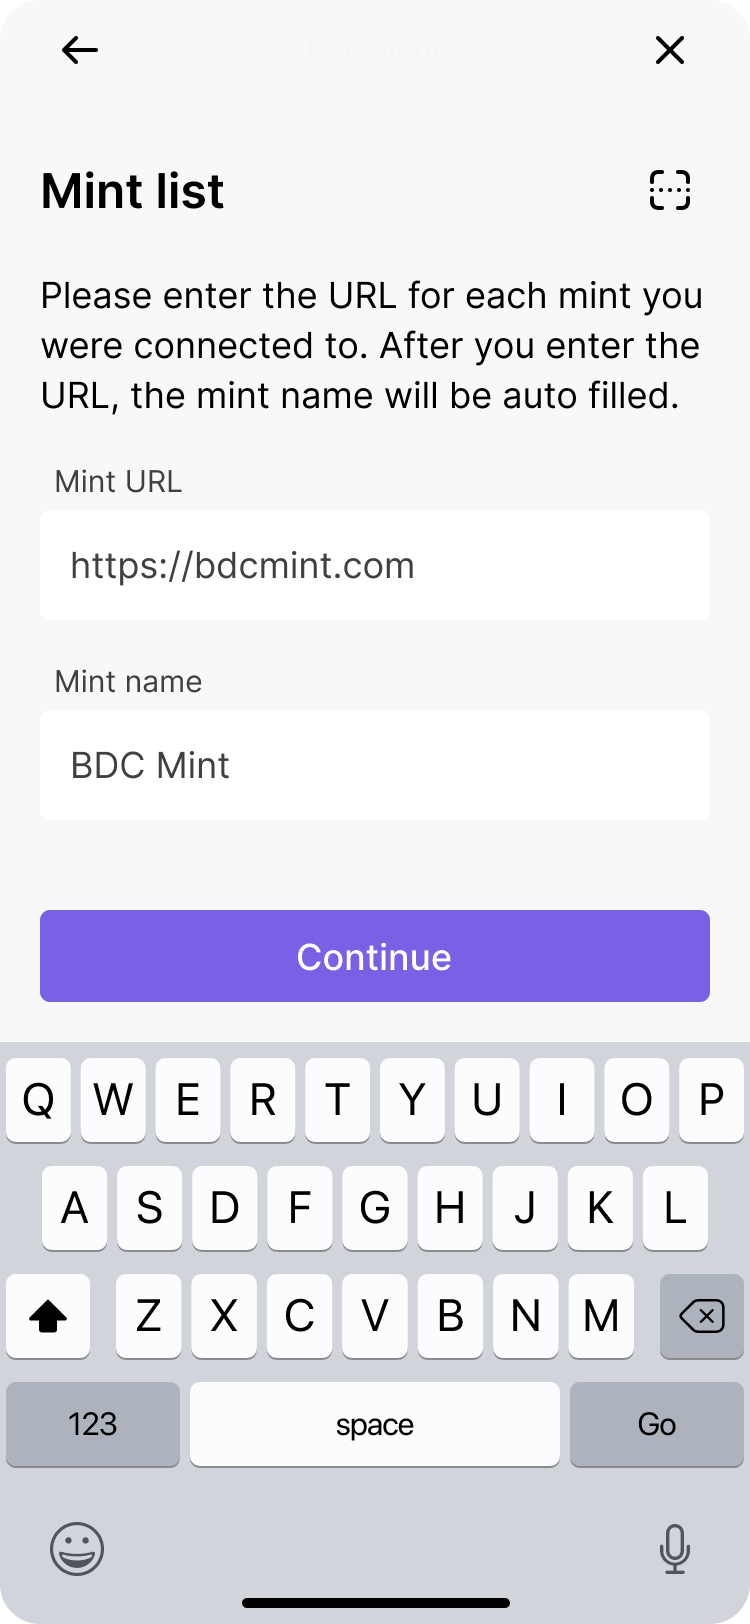 Recipient
Mint list
Please enter the URL for each mint you
were connected to. After you enter the
URL, the mint name will be auto filled.
Mint URL
https://bdcmint.com
Mint name
BDC Mint
Continue
Q W E R T Y U I O P
A S D F G H J K L
Z X C V B N M
123 space Go